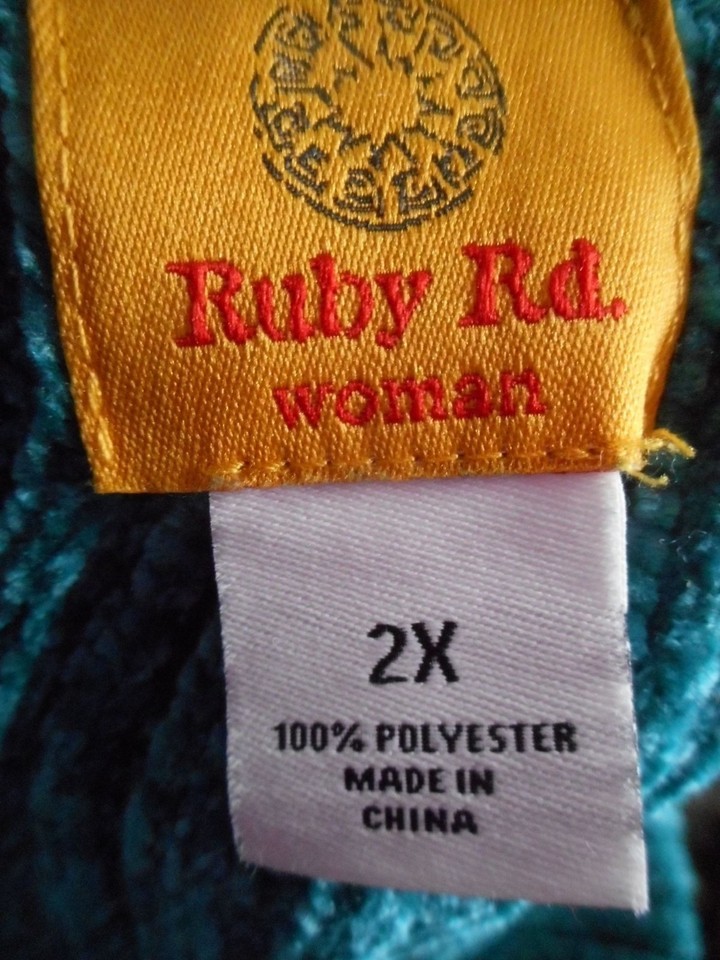 Ruby Rd.
woman
2X
100% POLYESTER
MADE IN
CHINA